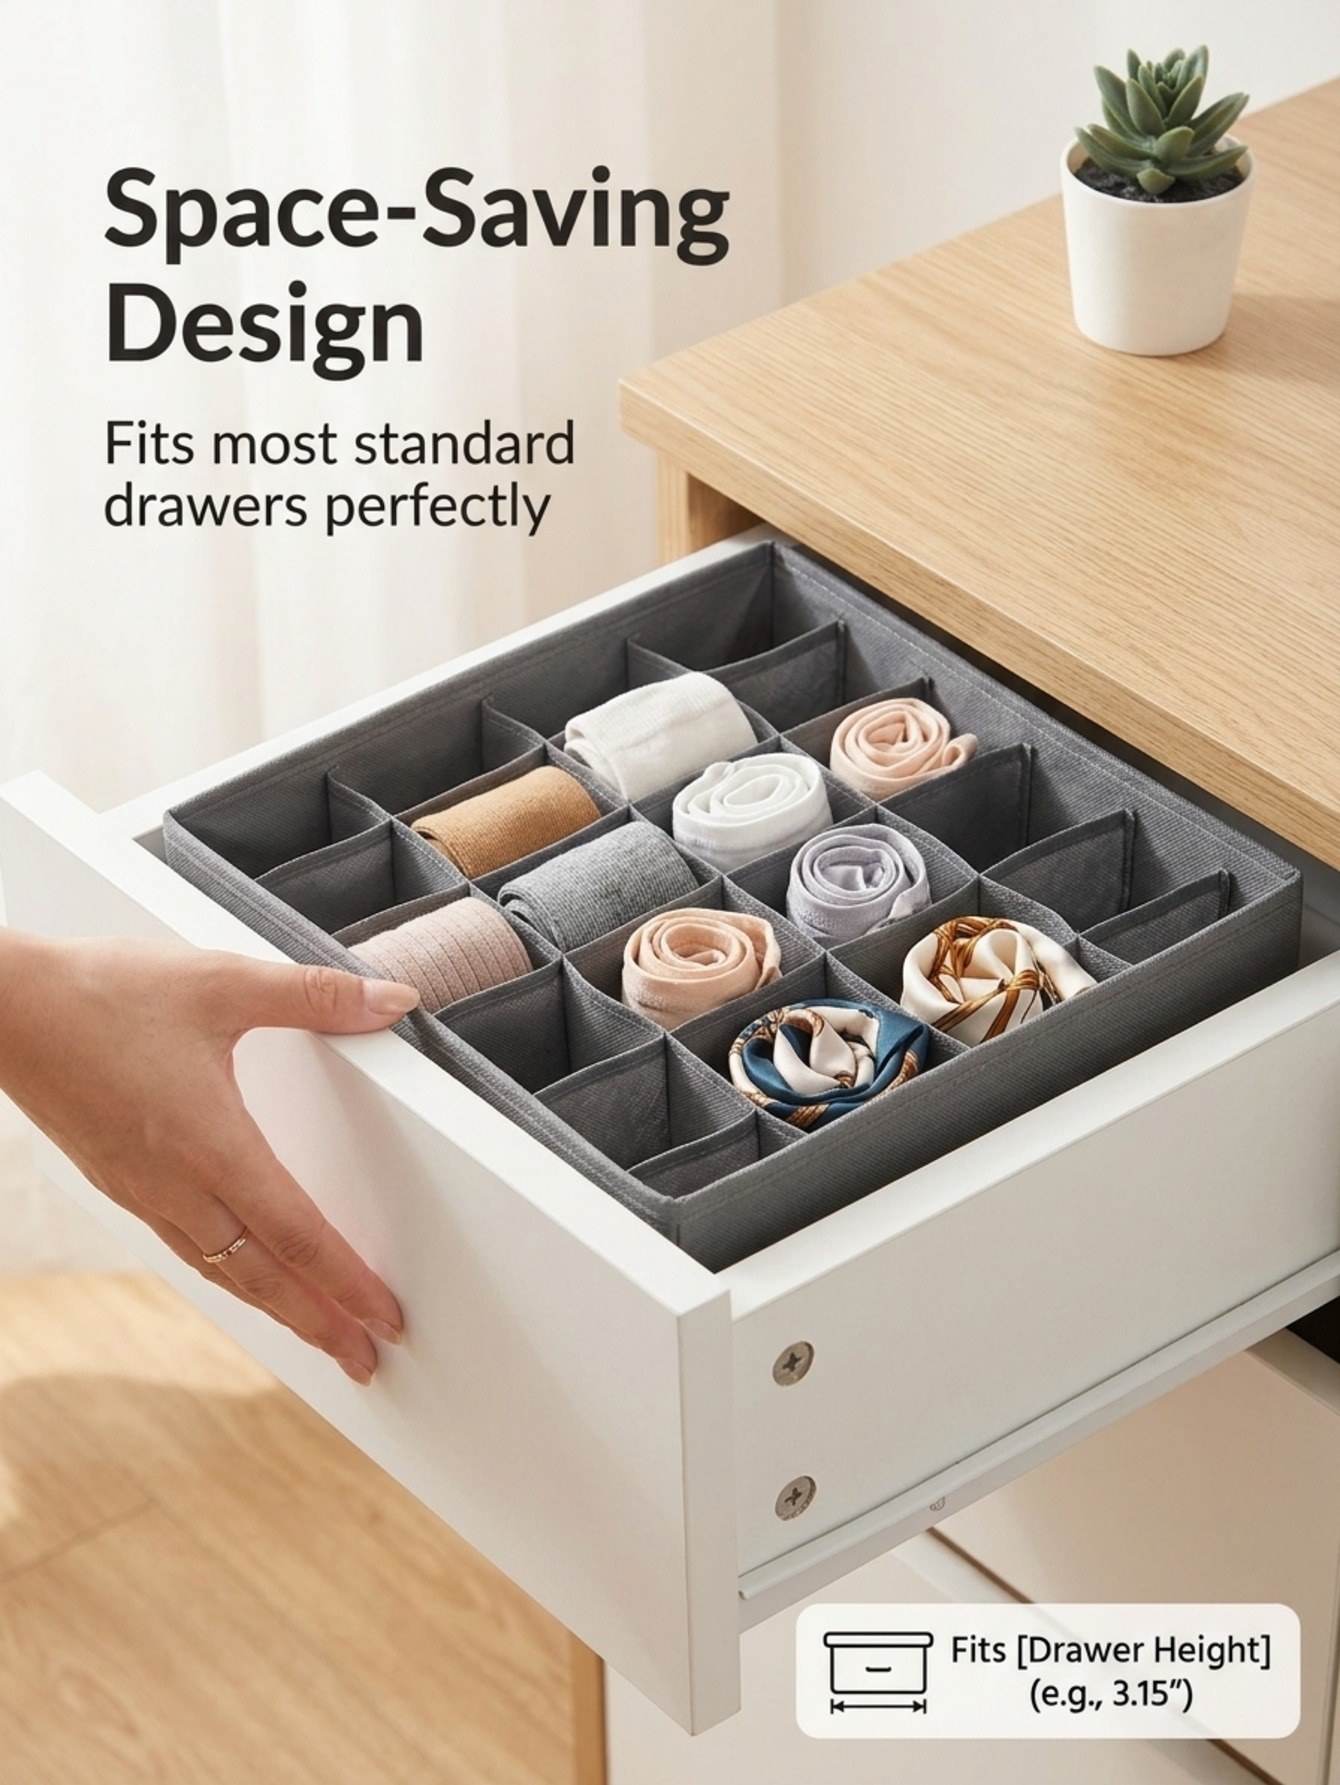 Space-Saving
Design
Fits most standard
drawers perfectly
Fits [Drawer Height]
(e.g., 3.15”)